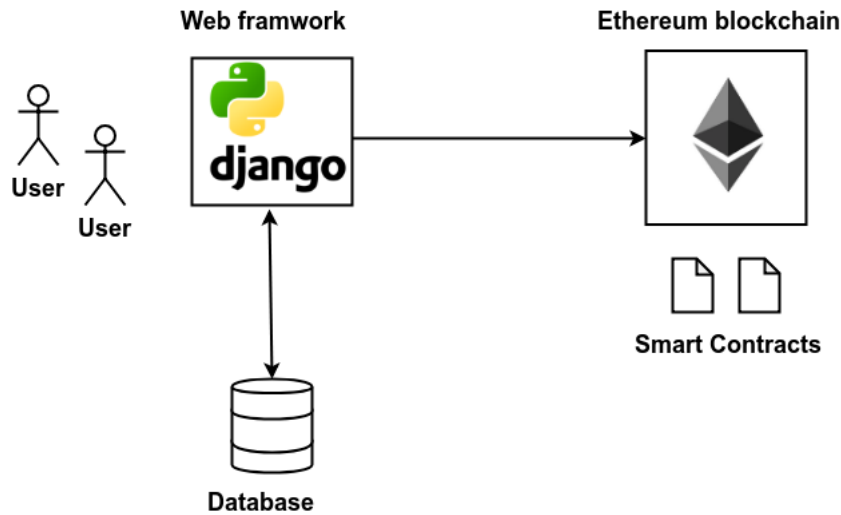 Web framwork
Ethereum blockchain
django
User
User
Smart Contracts
Database